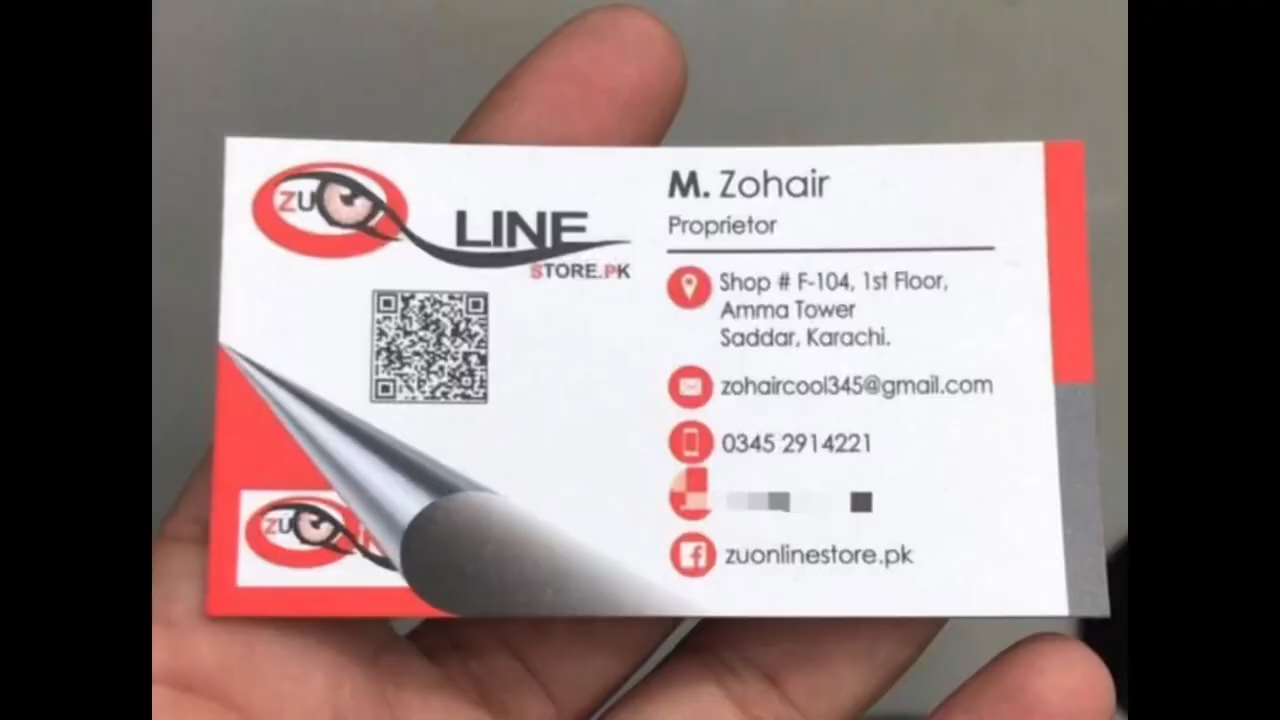 ZU
LINE
STORE.PK
M. Zohair
Proprietor
Shop # F-104, 1st Floor,
Amma Tower
Saddar, Karachi.
zohaircool345@gmail.com
0345 2914221
zuonlinestore.pk
ZU